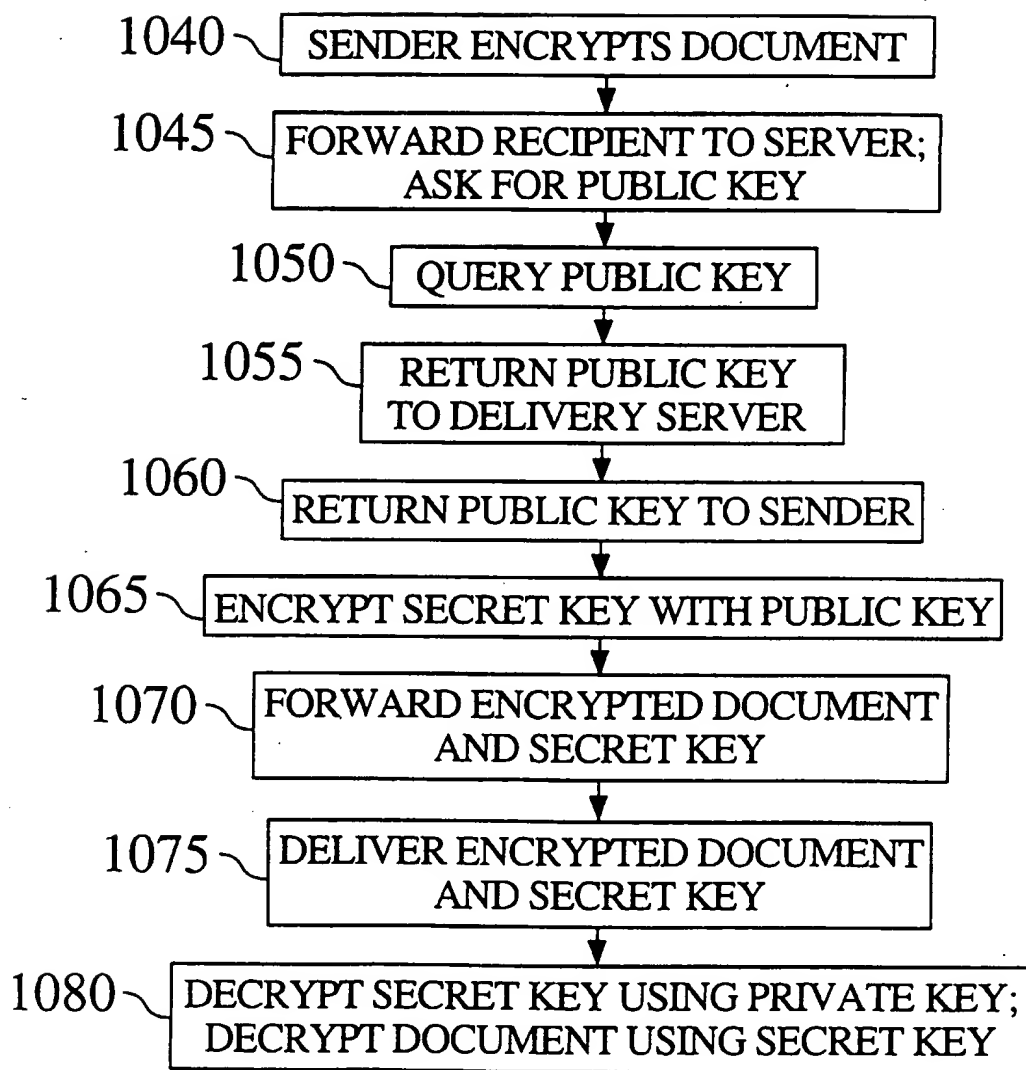 1040
SENDER ENCRYPTS DOCUMENT
1045
FORWARD RECIPIENT TO SERVER;
ASK FOR PUBLIC KEY
1050
QUERY PUBLIC KEY
1055
RETURN PUBLIC KEY
TO DELIVERY SERVER
1060
RETURN PUBLIC KEY TO SENDER
1065
ENCRYPT SECRET KEY WITH PUBLIC KEY
1070
FORWARD ENCRYPTED DOCUMENT
AND SECRET KEY
1075
DELIVER ENCRYPTED DOCUMENT
AND SECRET KEY
1080
DECRYPT SECRET KEY USING PRIVATE KEY;
DECRYPT DOCUMENT USING SECRET KEY